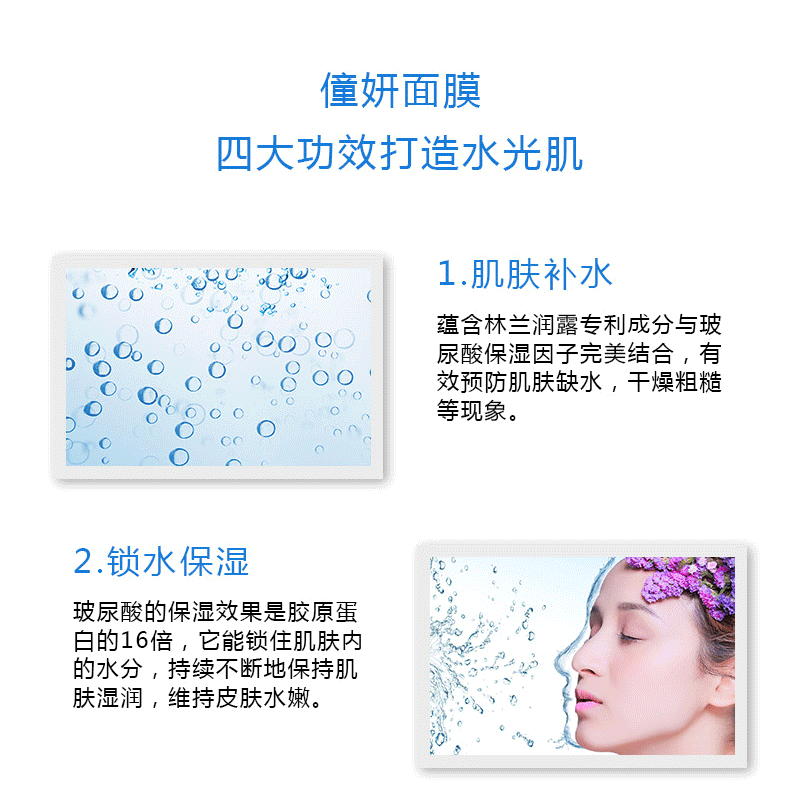 僮妍面膜
四大功效打造水光肌
1.肌肤补水
蕴含林兰润露专利成分与玻
尿酸保湿因子完美结合，有
效预防肌肤缺水，干燥粗糙
等现象。
2.锁水保湿
玻尿酸的保湿效果是胶原蛋
白的16倍，它能锁住肌肤内
的水分，持续不断地保持肌
肤湿润，维持皮肤水嫩。